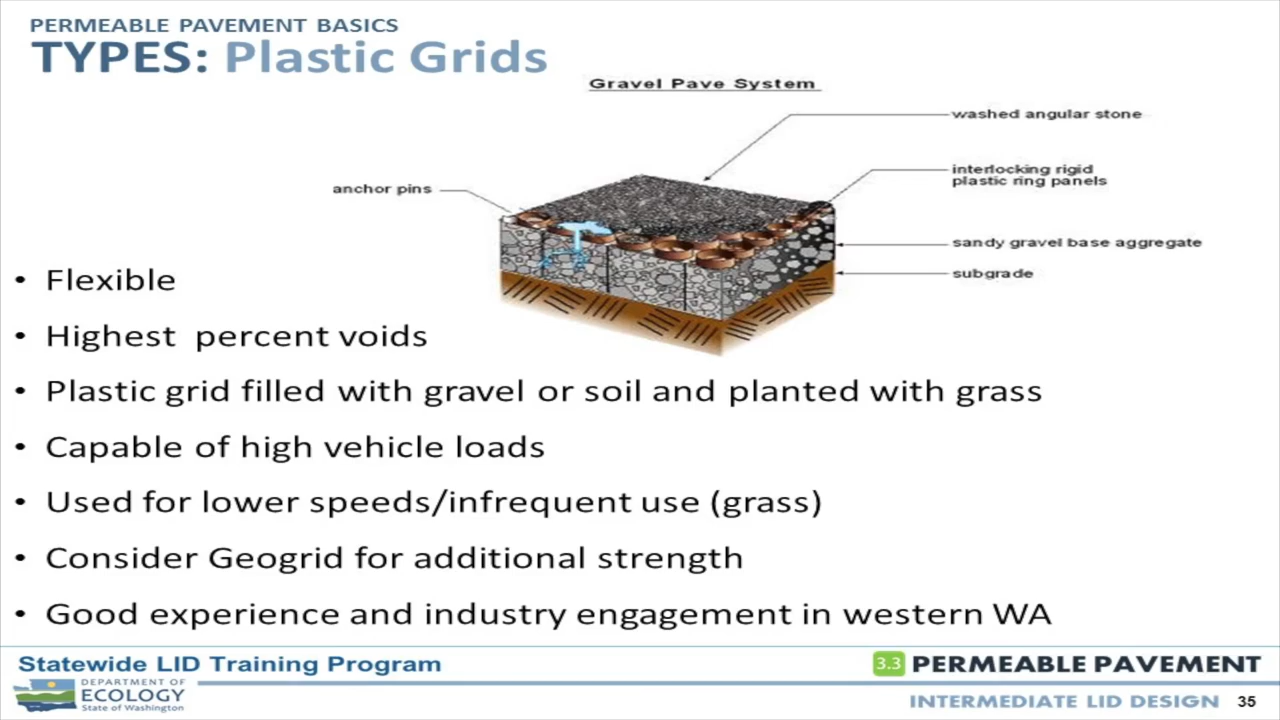 PERMEABLE PAVEMENT BASICS
TYPES: Plastic Grids
Gravel Pave System
washed angular stone
interlocking rigid
plastic ring panels
anchor pins
sandy gravel base aggregate
subgrade
• Flexible
• Highest percent voids
• Plastic grid filled with gravel or soil and planted with grass
• Capable of high vehicle loads
• Used for lower speeds/infrequent use (grass)
• Consider Geogrid for additional strength
• Good experience and industry engagement in western WA
Statewide LID Training Program
3.3 PERMEABLE PAVEMENT
DEPARTMENT OF
ECOLOGY
State of Washington
INTERMEDIATE LID DESIGN 35